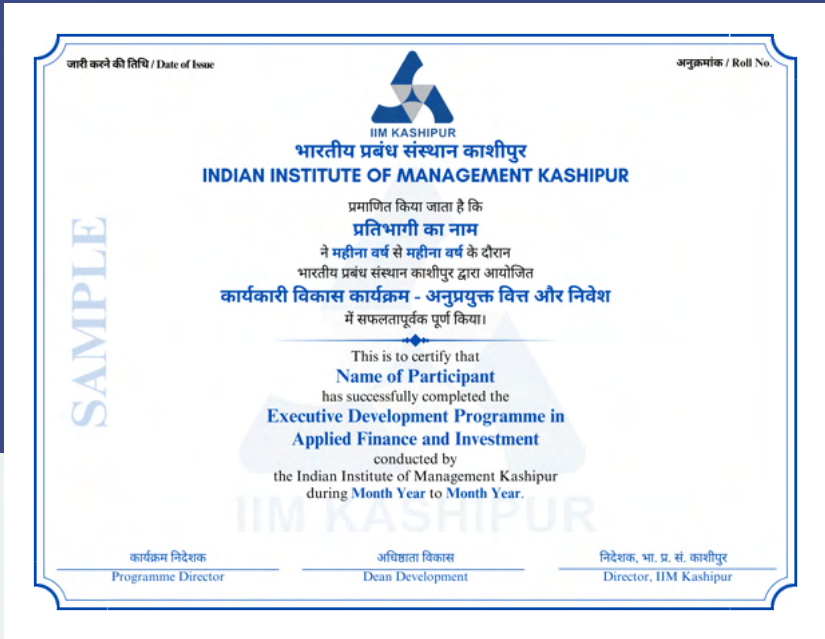 जारी करने की तिथि / Date of Issue
अनुक्रमांक / Roll No.
IIM KASHIPUR
भारतीय प्रबंध संस्थान काशीपुर
INDIAN INSTITUTE OF MANAGEMENT KASHIPUR
प्रमाणित किया जाता है कि
प्रतिभागी का नाम
ने महीना वर्ष से महीना वर्ष के दौरान
भारतीय प्रबंध संस्थान काशीपुर द्वारा आयोजित
कार्यकारी विकास कार्यक्रम - अनुप्रयुक्त वित्त और निवेश
में सफलतापूर्वक पूर्ण किया।
SAMPLE
This is to certify that
Name of Participant
has successfully completed the
Executive Development Programme in
Applied Finance and Investment
conducted by
the Indian Institute of Management Kashipur
during Month Year to Month Year.
IIM KASHIPUR
कार्यक्रम निदेशक
Programme Director
अधिष्ठाता विकास
Dean Development
निदेशक, भा. प्र. सं. काशीपुर
Director, IIM Kashipur